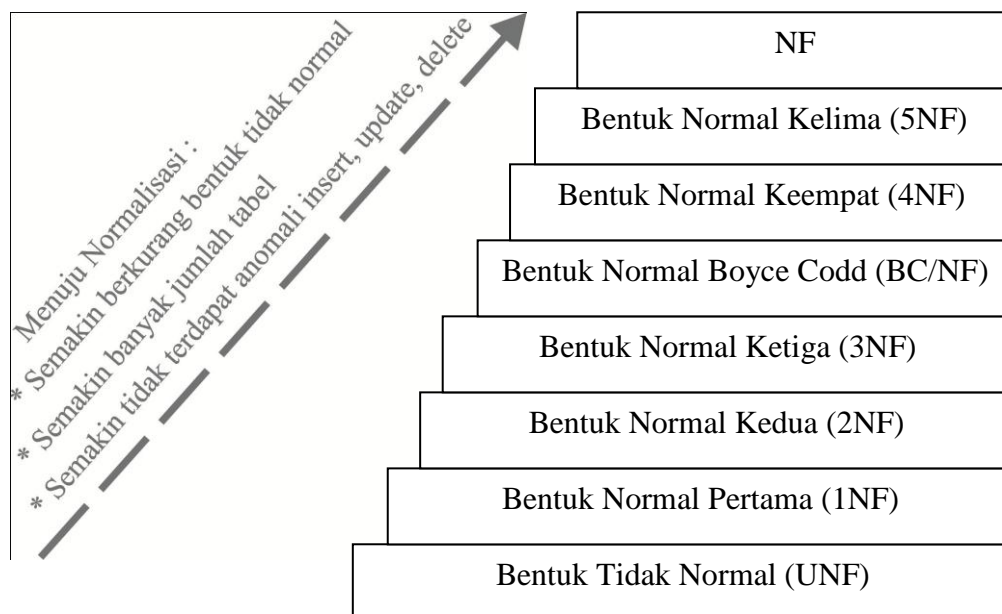 Menuju Normalisasi :
* Semakin berkurang bentuk tidak normal
* Semakin banyak jumlah tabel
* Semakin tidak terdapat anomali insert, update, delete
NF
Bentuk Normal Kelima (5NF)
Bentuk Normal Keempat (4NF)
Bentuk Normal Boyce Codd (BC/NF)
Bentuk Normal Ketiga (3NF)
Bentuk Normal Kedua (2NF)
Bentuk Normal Pertama (1NF)
Bentuk Tidak Normal (UNF)